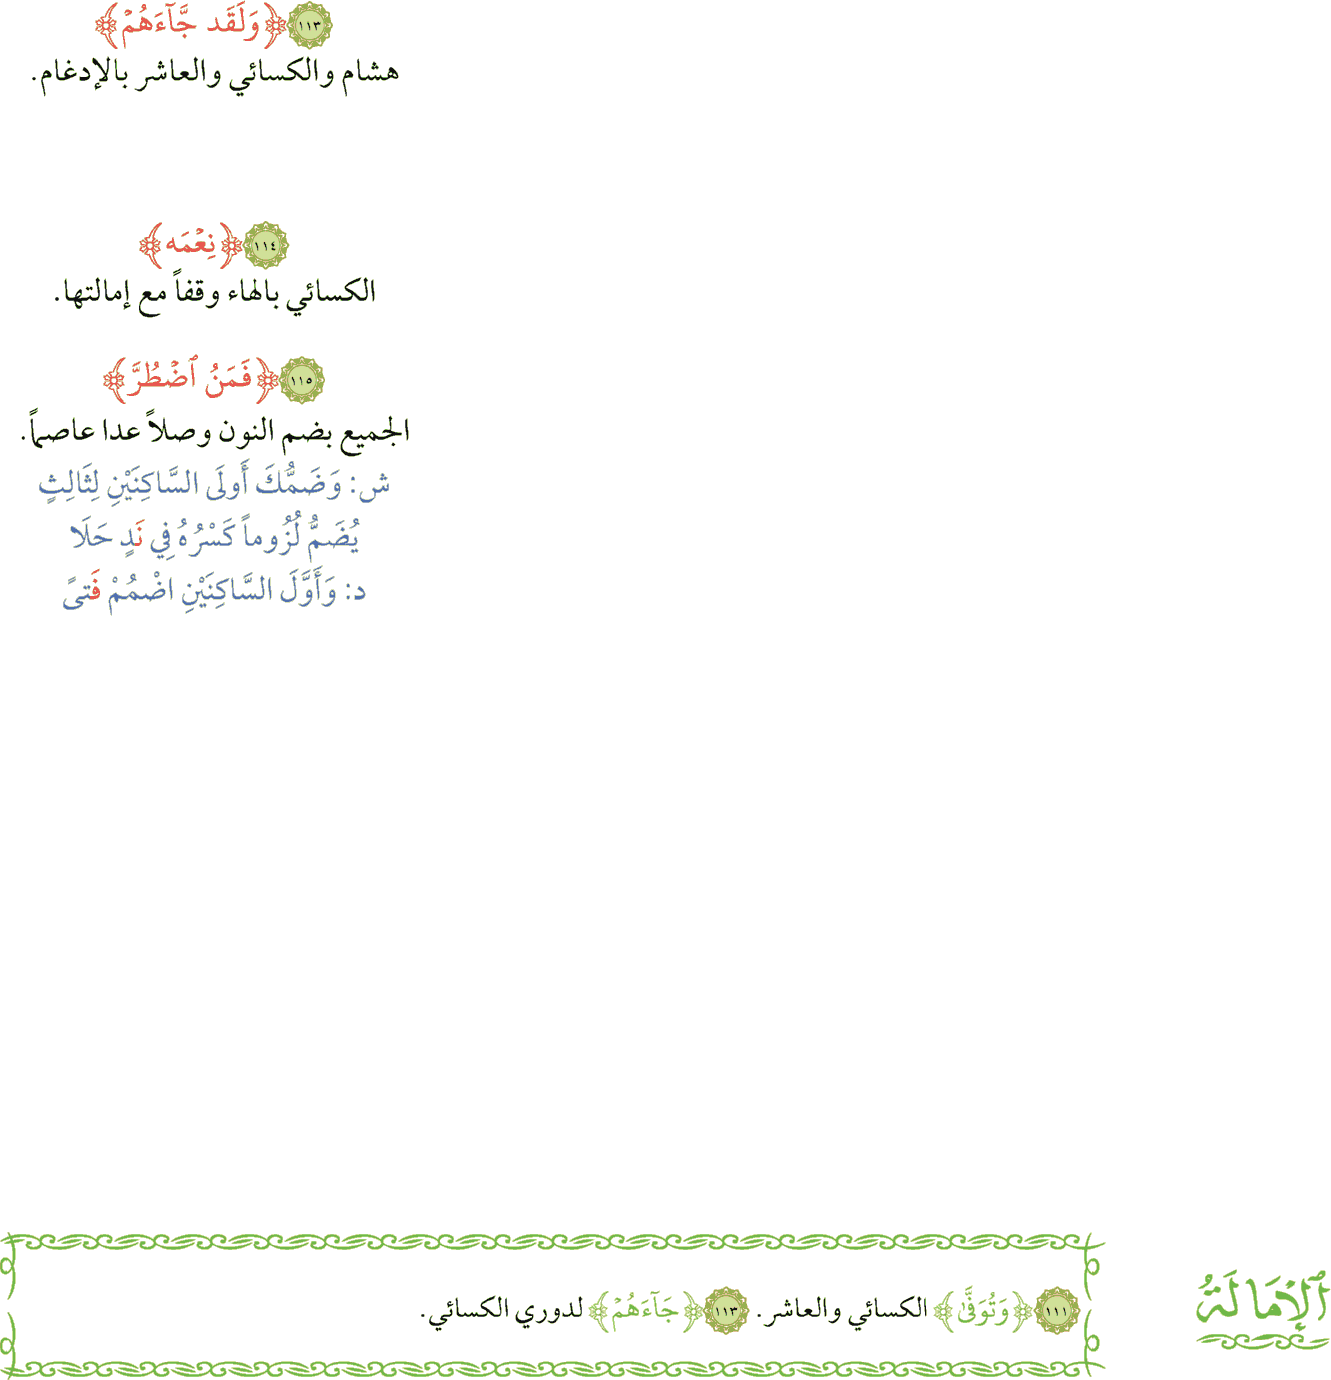 ١١٣ ﴿وَلَقَد جَّآءَهُمۡ﴾
هشام والكسائي والعاشر بالإدغام.
١١٤ ﴿نِعۡمَه﴾
الكسائي بالهاء وقفاً مع إمالتها.
١١٥ ﴿فَمَنُ ٱضۡطُرَّ﴾
الجميع بضم النون وصلاً عدا عاصماً.
ش: وَضَمُّكَ أُولَى السَّاكِنَيْنِ لِثَالِثٍ
يُضَمُّ لُزُوماً كَسْرُهُ فِي نَدٍ حَلَا
د: وَأَوَّلَ السَّاكِنَيْنِ اضْمُمْ فَتىً
ٱلْإِمَالَةُ
١١١ ﴿وَتُوَفَّىٰ﴾ الكسائي والعاشر. ١١٣ ﴿جَآءَهُمۡ﴾ لدوري الكسائي.